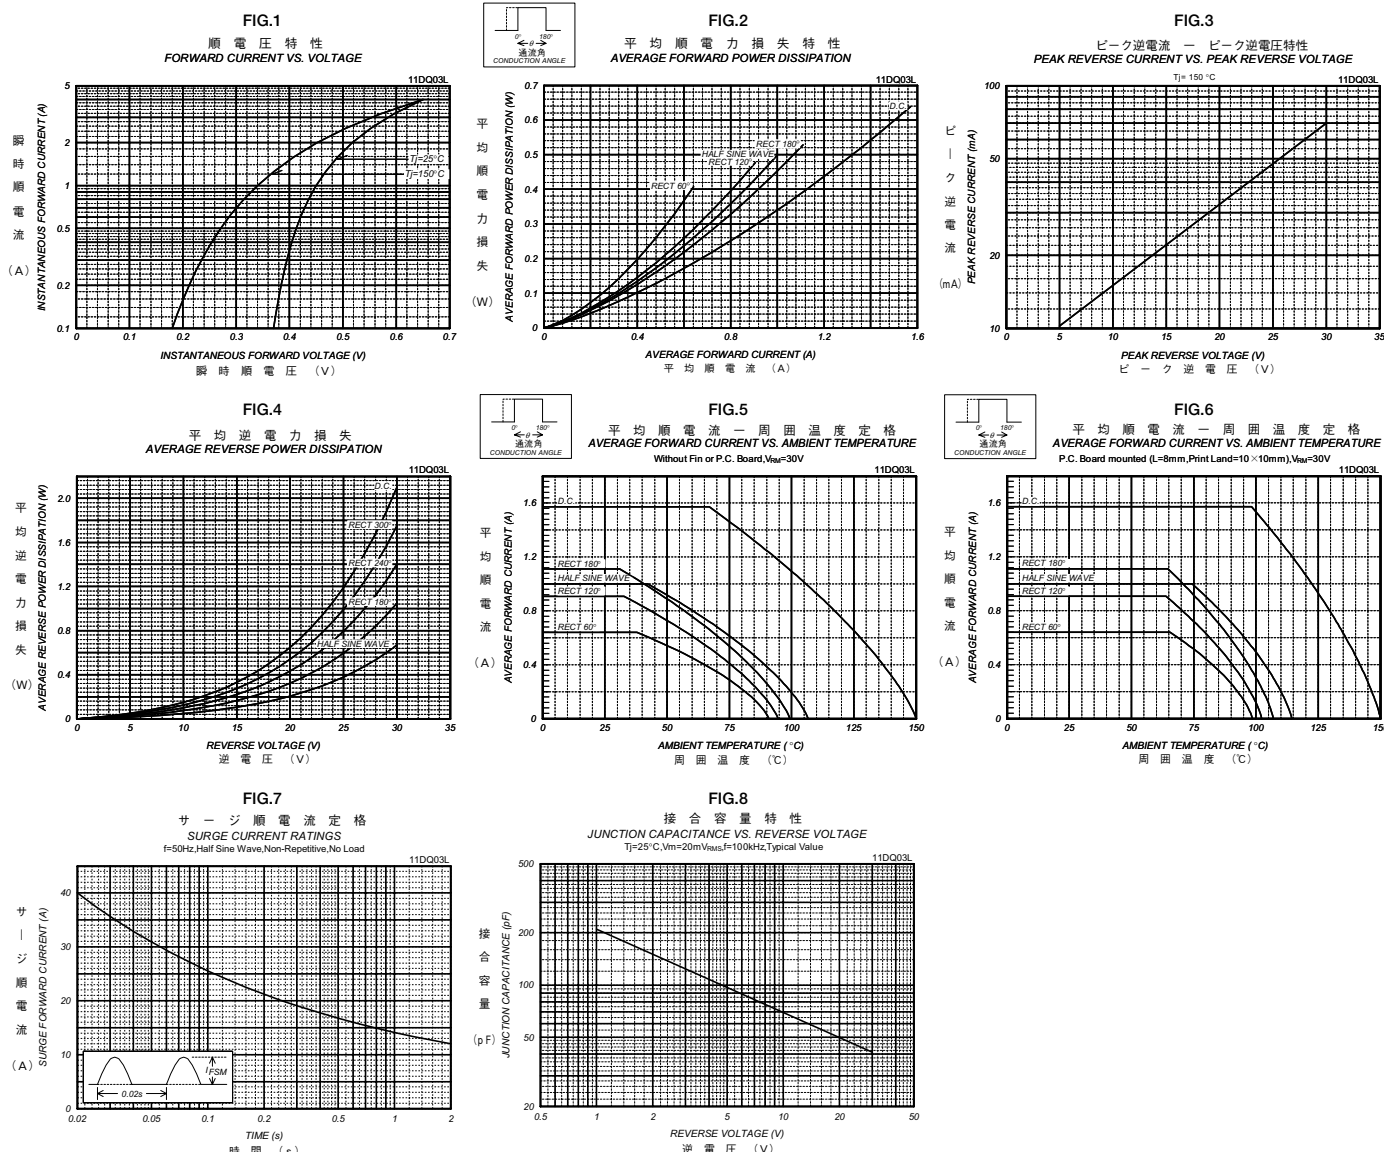 FIG.1
順電圧特性
FORWARD CURRENT VS. VOLTAGE
11DQ03L
瞬時順電流 (A)
INSTANTANEOUS FORWARD CURRENT (A)
5
2
1
0.5
0.2
0.1
Tj=25°C
Tj=150°C
0 0.1 0.2 0.3 0.4 0.5 0.6 0.7
INSTANTANEOUS FORWARD VOLTAGE (V)
瞬時順電圧 (V)
0° 180°
θ
通流角
CONDUCTION ANGLE
FIG.2
平均順電力損失特性
AVERAGE FORWARD POWER DISSIPATION
11DQ03L
平均順電力損失 (W)
AVERAGE FORWARD POWER DISSIPATION (W)
0.7
0.6
0.5
0.4
0.3
0.2
0.1
0
D.C.
RECT 180°
HALF SINE WAVE
RECT 120°
RECT 60°
0 0.4 0.8 1.2 1.6
AVERAGE FORWARD CURRENT (A)
平均順電流 (A)
FIG.3
ピーク逆電流 ー ピーク逆電圧特性
PEAK REVERSE CURRENT VS. PEAK REVERSE VOLTAGE
Tj= 150 °C
11DQ03L
ピーク逆電流 (mA)
PEAK REVERSE CURRENT (mA)
100
50
20
10
0 5 10 15 20 25 30 35
PEAK REVERSE VOLTAGE (V)
ピーク逆電圧 (V)
FIG.4
平均逆電力損失
AVERAGE REVERSE POWER DISSIPATION
11DQ03L
平均逆電力損失 (W)
AVERAGE REVERSE POWER DISSIPATION (W)
2.0
1.6
1.2
0.8
0.4
0
D.C.
RECT 300°
RECT 240°
RECT 180°
HALF SINE WAVE
0 5 10 15 20 25 30 35
REVERSE VOLTAGE (V)
逆電圧 (V)
0° 180°
θ
通流角
CONDUCTION ANGLE
FIG.5
平均順電流ー周囲温度定格
AVERAGE FORWARD CURRENT VS. AMBIENT TEMPERATURE
Without Fin or P.C. Board,VRM=30V
11DQ03L
平均順電流 (A)
AVERAGE FORWARD CURRENT (A)
1.6
1.2
0.8
0.4
0
D.C.
RECT 180°
HALF SINE WAVE
RECT 120°
RECT 60°
0 25 50 75 100 125 150
AMBIENT TEMPERATURE ( °C)
周囲温度 (℃)
0° 180°
θ
通流角
CONDUCTION ANGLE
FIG.6
平均順電流ー周囲温度定格
AVERAGE FORWARD CURRENT VS. AMBIENT TEMPERATURE
P.C. Board mounted (L=8mm,Print Land=10×10mm),VRM=30V
11DQ03L
平均順電流 (A)
AVERAGE FORWARD CURRENT (A)
1.6
1.2
0.8
0.4
0
D.C.
RECT 180°
HALF SINE WAVE
RECT 120°
RECT 60°
0 25 50 75 100 125 150
AMBIENT TEMPERATURE ( °C)
周囲温度 (℃)
FIG.7
サージ順電流定格
SURGE CURRENT RATINGS
f=50Hz,Half Sine Wave,Non-Repetitive,No Load
11DQ03L
サージ順電流 (A)
SURGE FORWARD CURRENT (A)
40
30
20
10
0
IFSM
0.02s
0.02 0.05 0.1 0.2 0.5 1 2
TIME (s)
時間 (s)
FIG.8
接合容量特性
JUNCTION CAPACITANCE VS. REVERSE VOLTAGE
Tj=25°C,Vm=20mVRMS,f=100kHz,Typical Value
11DQ03L
接合容量 (pF)
JUNCTION CAPACITANCE (pF)
500
200
100
50
20
0.5 1 2 5 10 20 50
REVERSE VOLTAGE (V)
逆電圧 (V)